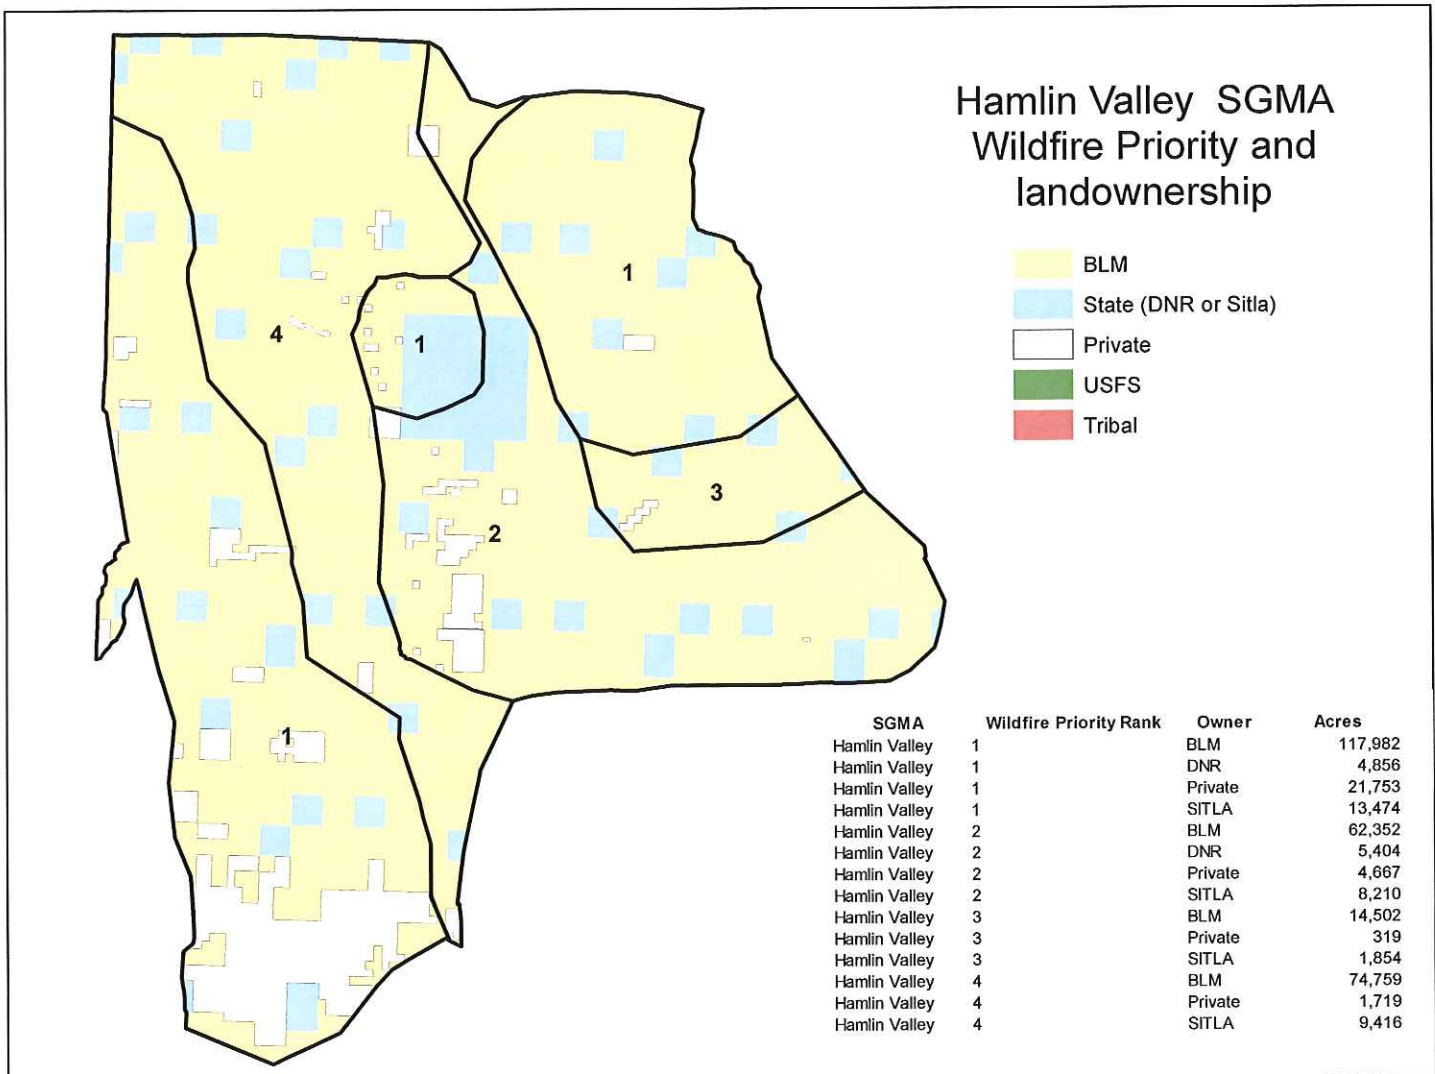 Hamlin Valley SGMA
Wildfire Priority and
landownership
BLM
State (DNR or Sitla)
Private
USFS
Tribal
1
4
1
3
2
1
SGMA Wildfire Priority Rank Owner Acres
Hamlin Valley 1 BLM 117,982
Hamlin Valley 1 DNR 4,856
Hamlin Valley 1 Private 21,753
Hamlin Valley 1 SITLA 13,474
Hamlin Valley 2 BLM 62,352
Hamlin Valley 2 DNR 5,404
Hamlin Valley 2 Private 4,667
Hamlin Valley 2 SITLA 8,210
Hamlin Valley 3 BLM 14,502
Hamlin Valley 3 Private 319
Hamlin Valley 3 SITLA 1,854
Hamlin Valley 4 BLM 74,759
Hamlin Valley 4 Private 1,719
Hamlin Valley 4 SITLA 9,416